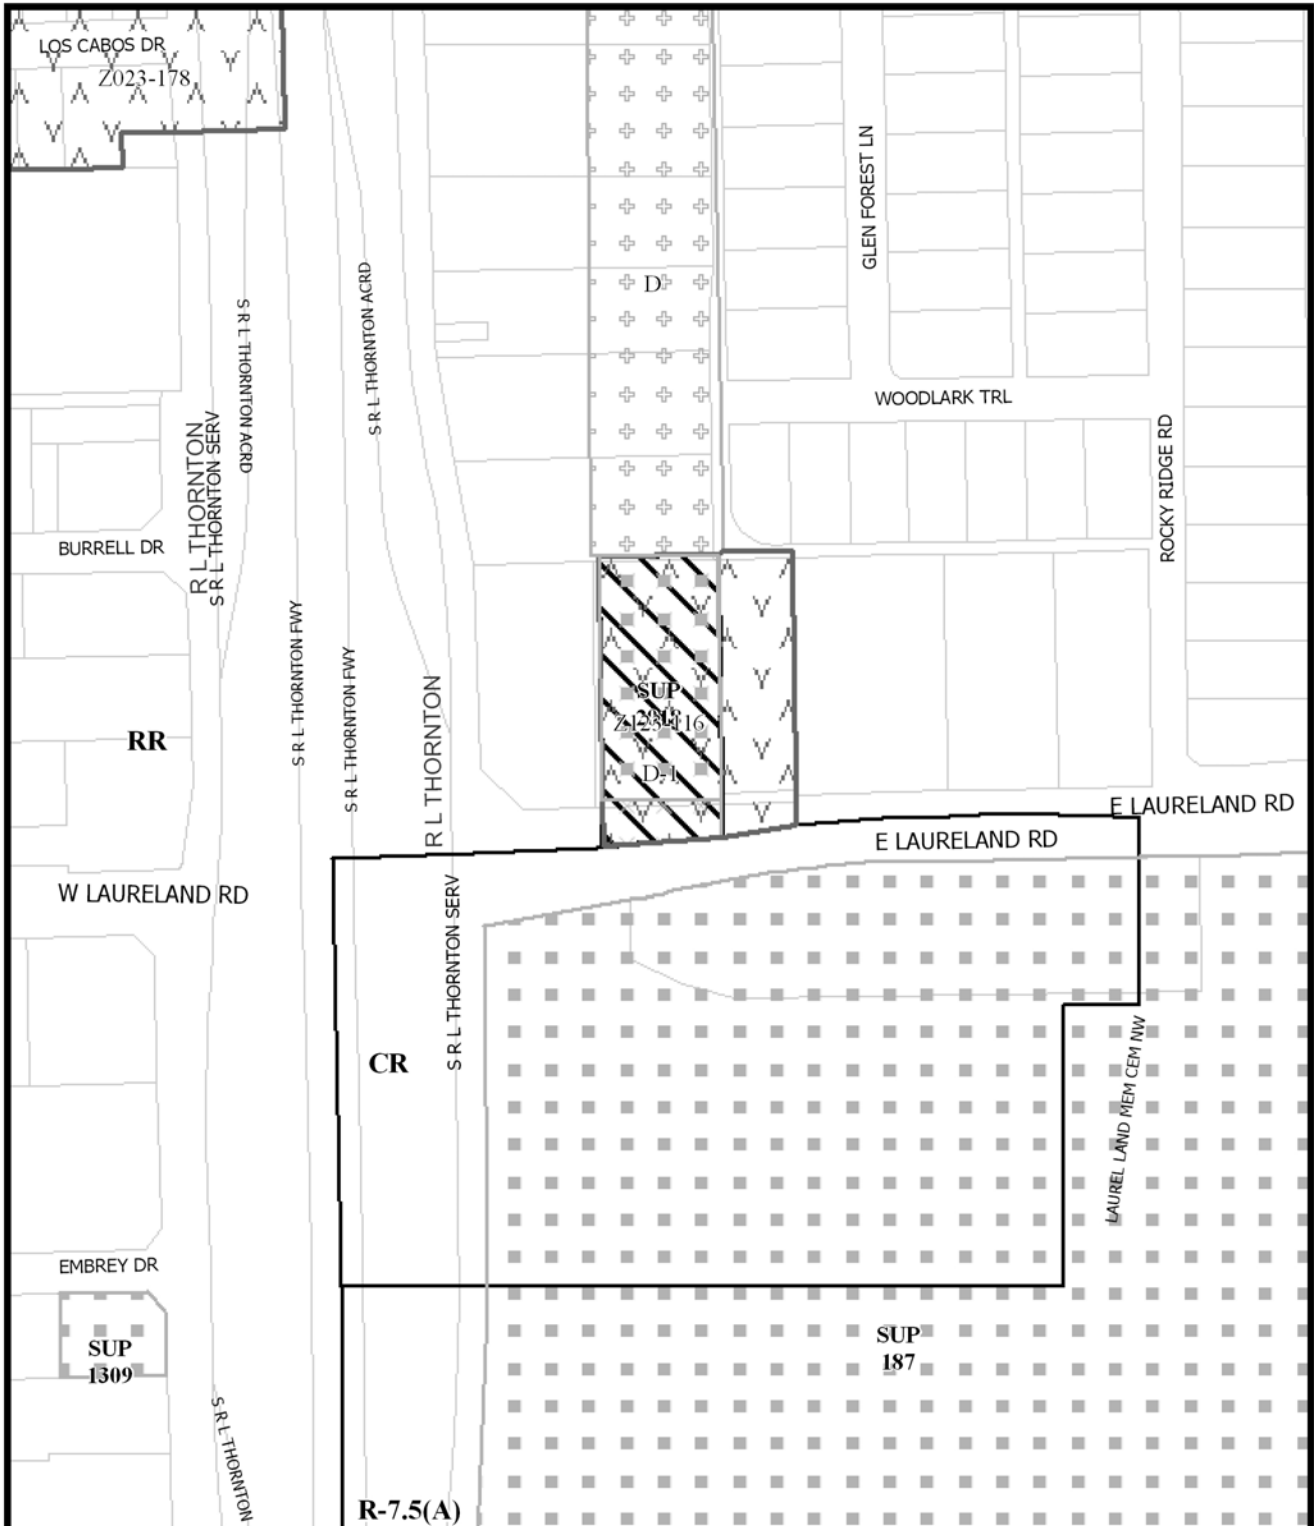 LOS CABOS DR
Z023-178
GLEN FOREST LN
D
S R L THORNTON ACRD
S R L THORNTON ACRD
WOODLARK TRL
ROCKY RIDGE RD
R L THORNTON
S R L THORNTON SERV
BURRELL DR
S R L THORNTON FWY
S R L THORNTON FWY
R L THORNTON
SUP
RR
D-1
E LAURELAND RD
E LAURELAND RD
W LAURELAND RD
S R L THORNTON SERV
CR
LAUREL LAND MEM CEM NW
EMBREY DR
SUP
187
SUP
1309
S R L THORNTON
R-7.5(A)